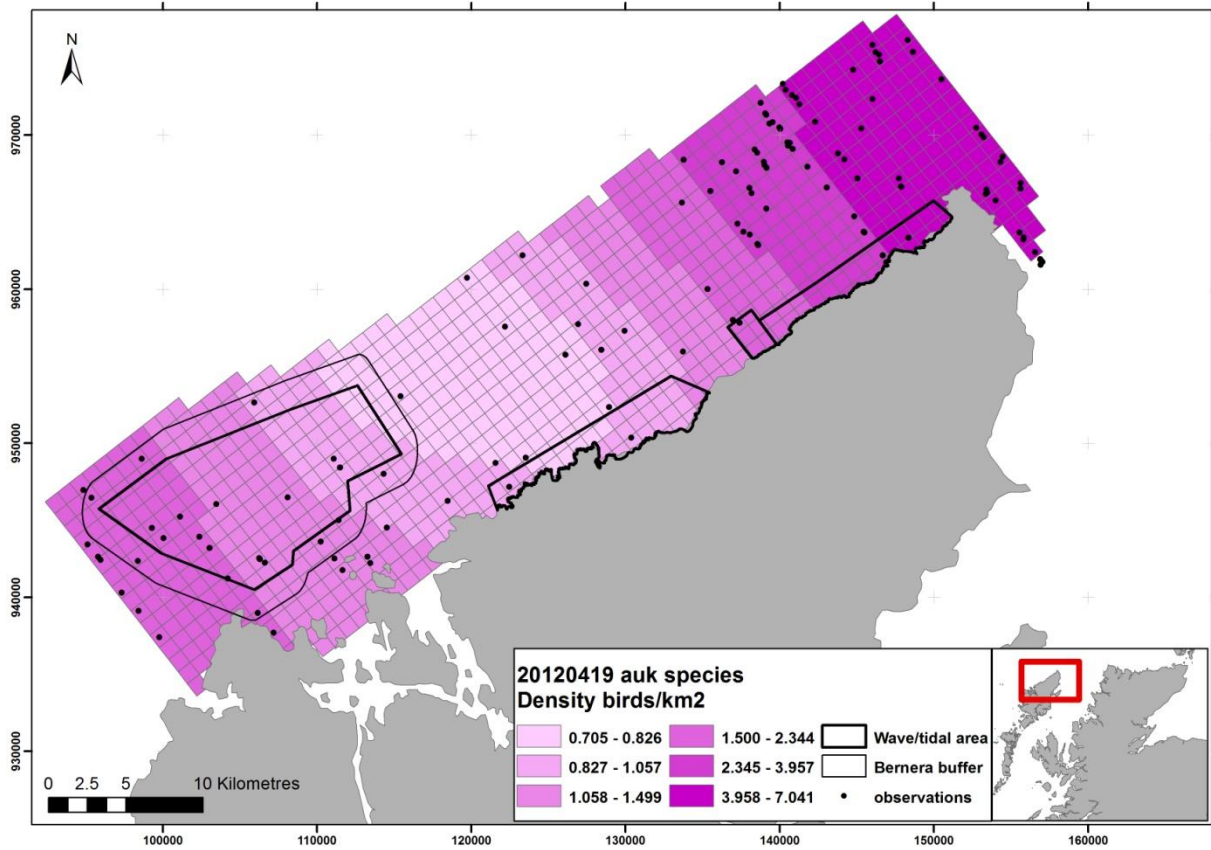 N
970000
960000
950000
940000
930000
20120419 auk species
Density birds/km2
0.705 - 0.826
1.500 - 2.344
Wave/tidal area
0.827 - 1.057
2.345 - 3.957
Bernera buffer
1.058 - 1.499
3.958 - 7.041
observations
0 2.5 5 10 Kilometres
100000 110000 120000 130000 140000 150000 160000